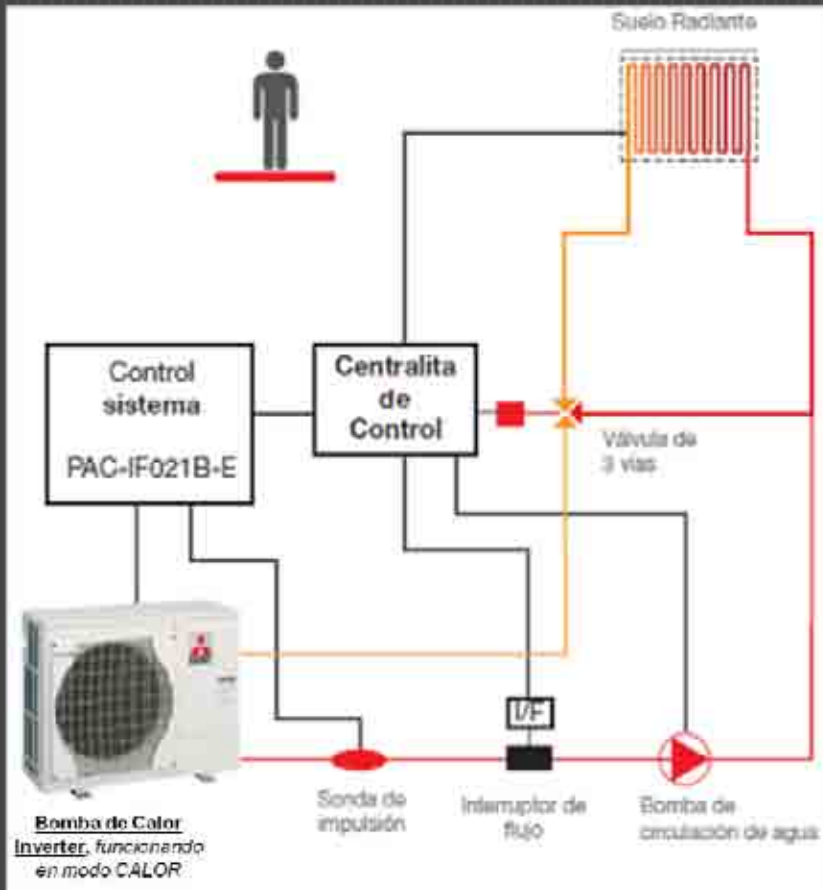 Suelo Radiante
Control
sistema
PAC-IF021B-E
Centralita
de
Control
Válvula de
3 vías
I/F
Sonda de
impulsión
Interruptor de
flujo
Bomba de
circulación de agua
Bomba de Calor
Inverter, funcionando
en modo CALOR